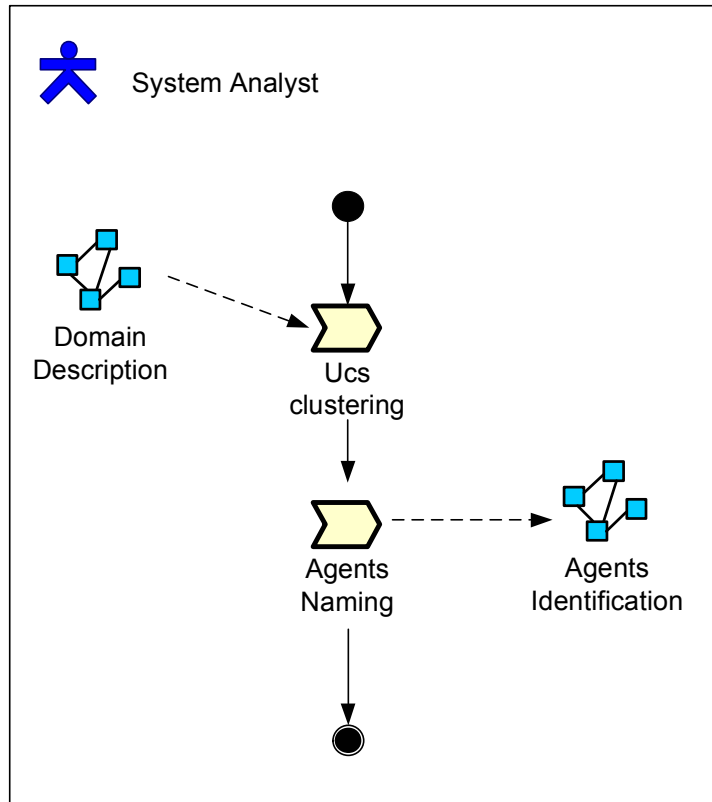 System Analyst
Domain
Description
Ucs
clustering
Agents
Naming
Agents
Identification